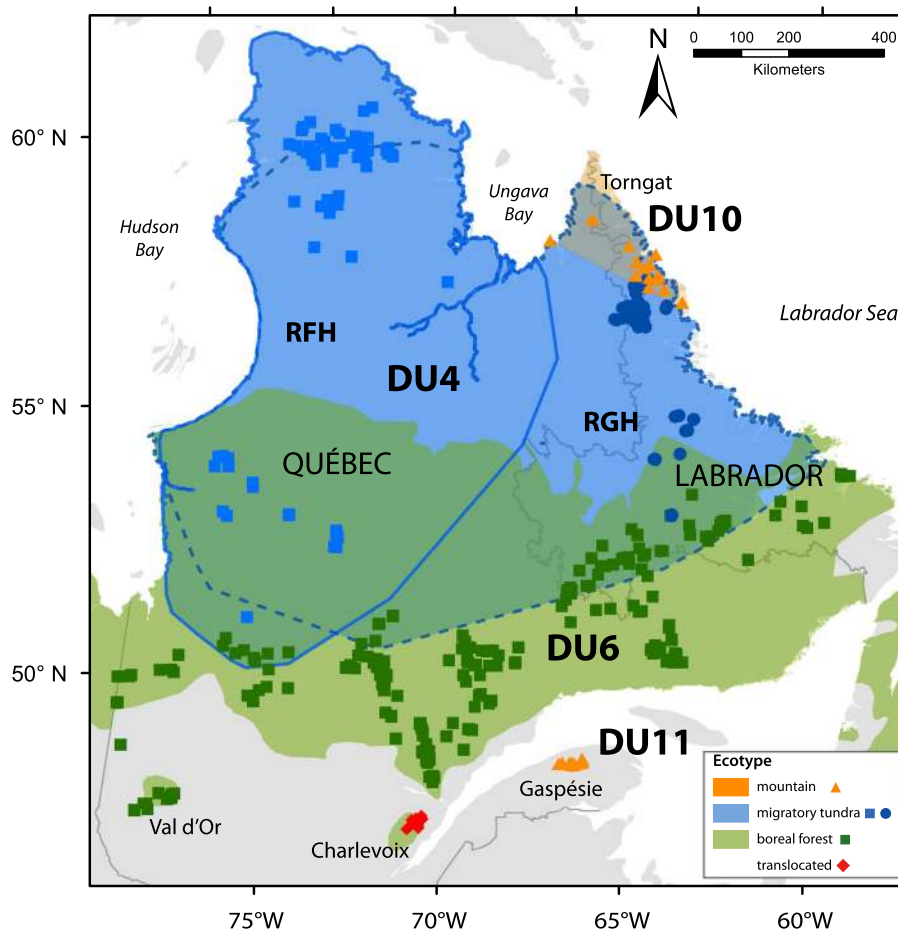 N
0 100 200 400
Kilometers
60° N
Torngat
Ungava
Bay
DU10
Hudson
Bay
Labrador Sea
RFH
DU4
55° N
RGH
QUÉBEC
LABRADOR
DU6
50° N
DU11
Gaspésie
Val d'Or
Charlevoix
Ecotype
mountain
migratory tundra
boreal forest
translocated
75°W 70°W 65°W 60°W